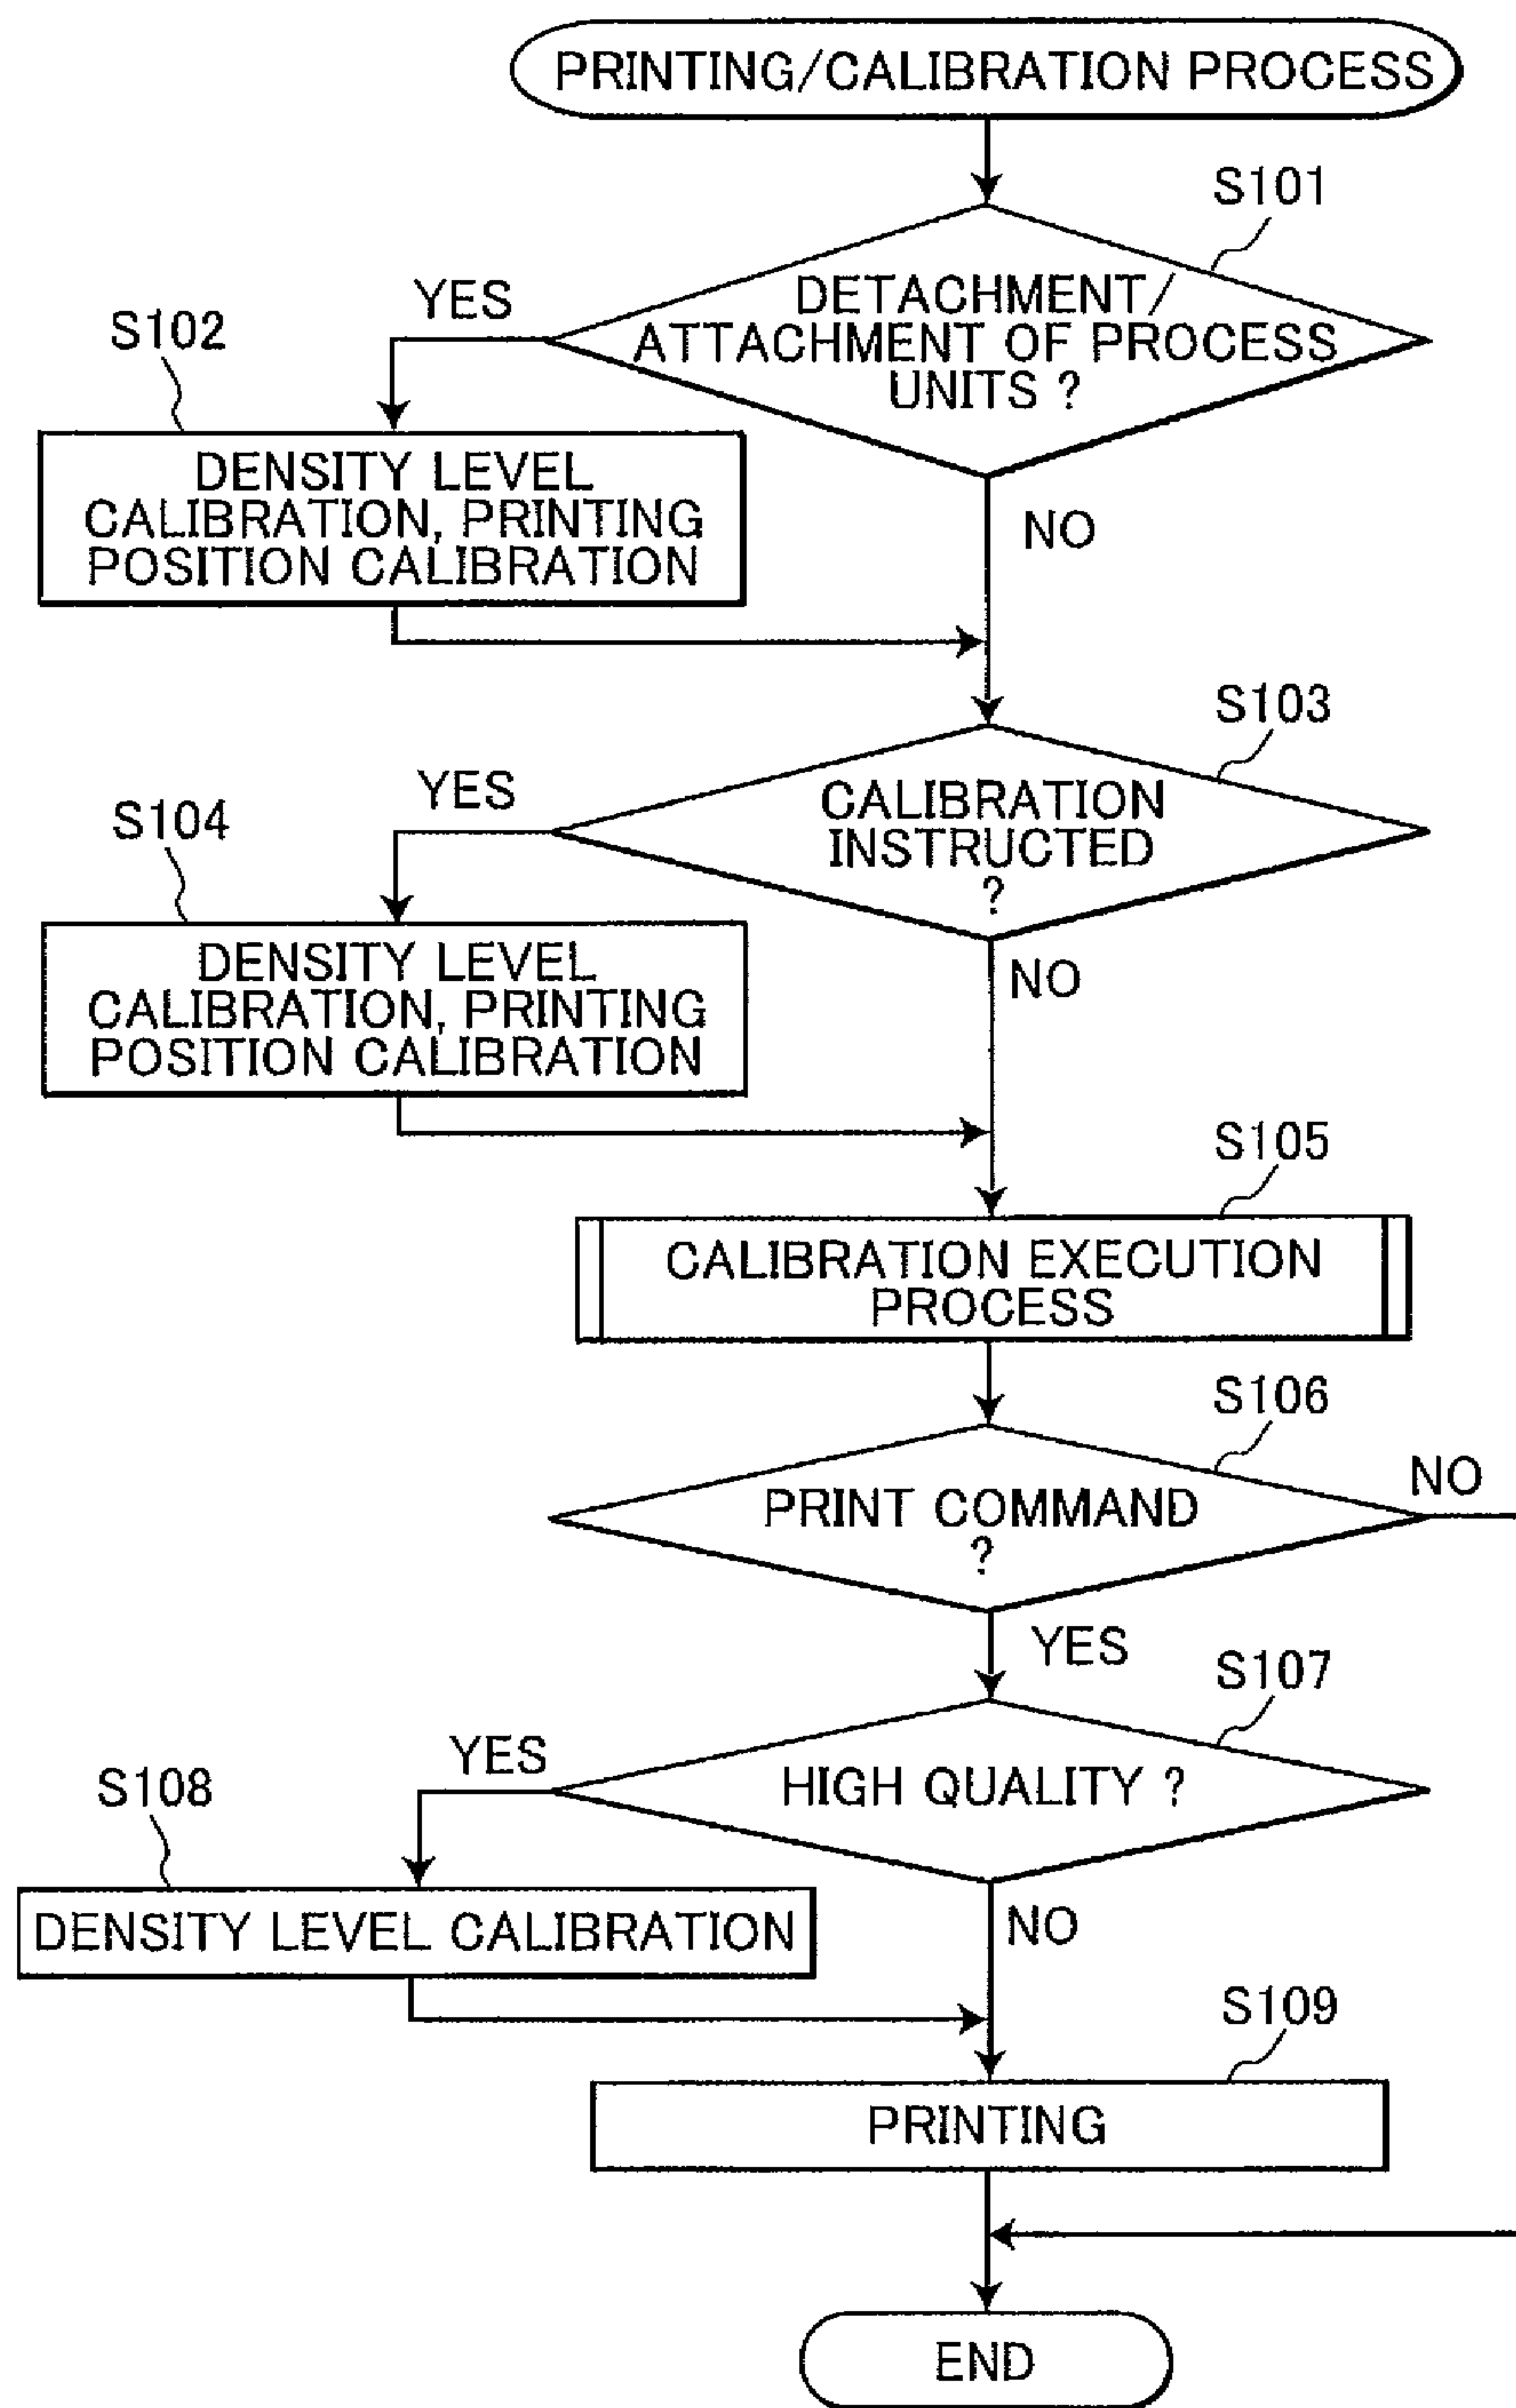 PRINTING/CALIBRATION PROCESS
S101
DETACHMENT/
ATTACHMENT OF PROCESS
UNITS ?
YES
S102
DENSITY LEVEL
CALIBRATION, PRINTING
POSITION CALIBRATION
NO
S103
CALIBRATION
INSTRUCTED
?
YES
S104
DENSITY LEVEL
CALIBRATION, PRINTING
POSITION CALIBRATION
NO
S105
CALIBRATION EXECUTION
PROCESS
S106
PRINT COMMAND
?
NO
YES
S107
HIGH QUALITY ?
YES
S108
DENSITY LEVEL CALIBRATION
NO
S109
PRINTING
END